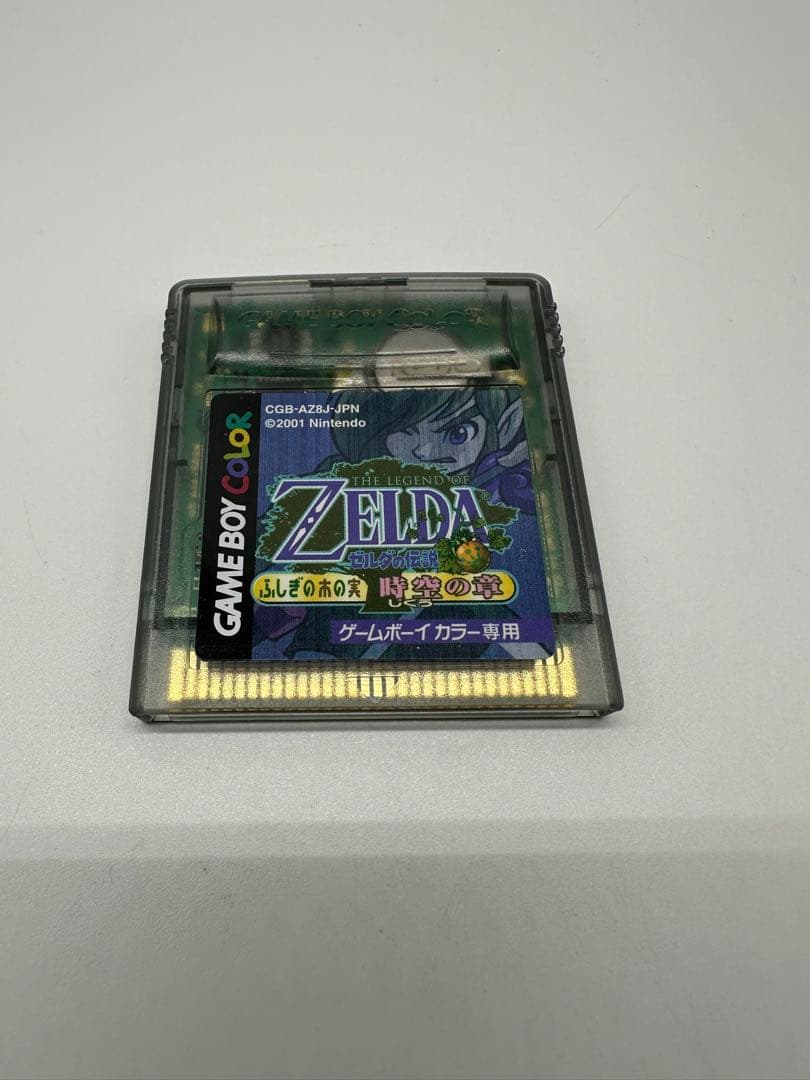 GAME BOY COLOR
GAME BOY COLOR
CGB-AZ8J-JPN
©2001 Nintendo
THE LEGEND OF
ZELDA®
ゼルダの伝説
ふしぎの木の実 時空の章
じくう
ゲームボーイ カラー専用